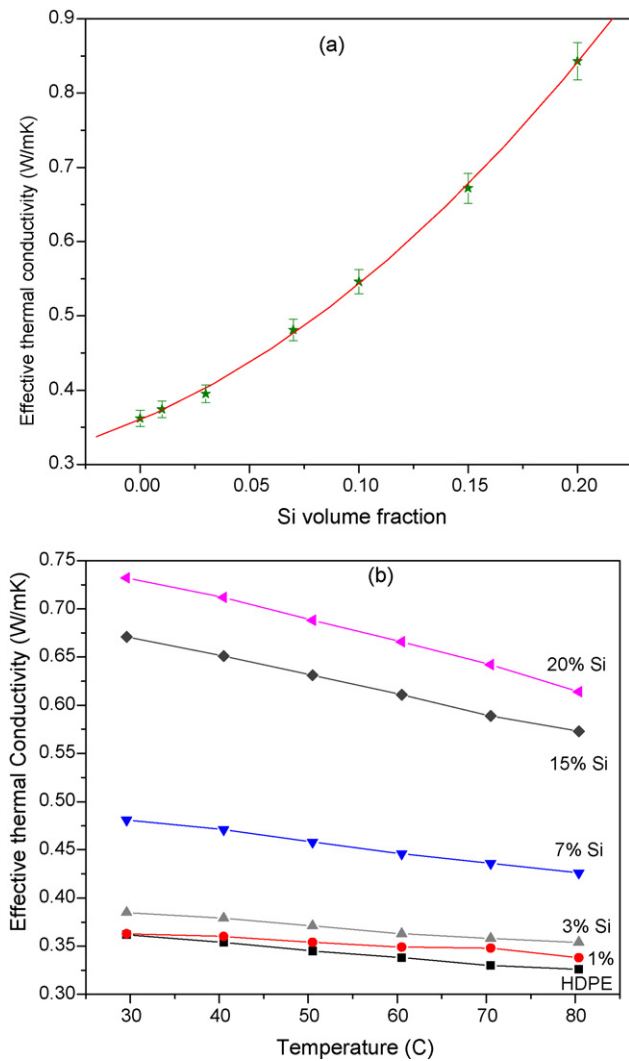 (a)
Effective thermal conductivity (W/mK)
0.9
0.8
0.7
0.6
0.5
0.4
0.3
0.00 0.05 0.10 0.15 0.20
Si volume fraction
(b)
Effective thermal Conductivity (W/mK)
0.75
0.70
0.65
0.60
0.55
0.50
0.45
0.40
0.35
0.30
20% Si
15% Si
7% Si
3% Si
1%
HDPE
30 40 50 60 70 80
Temperature (C)